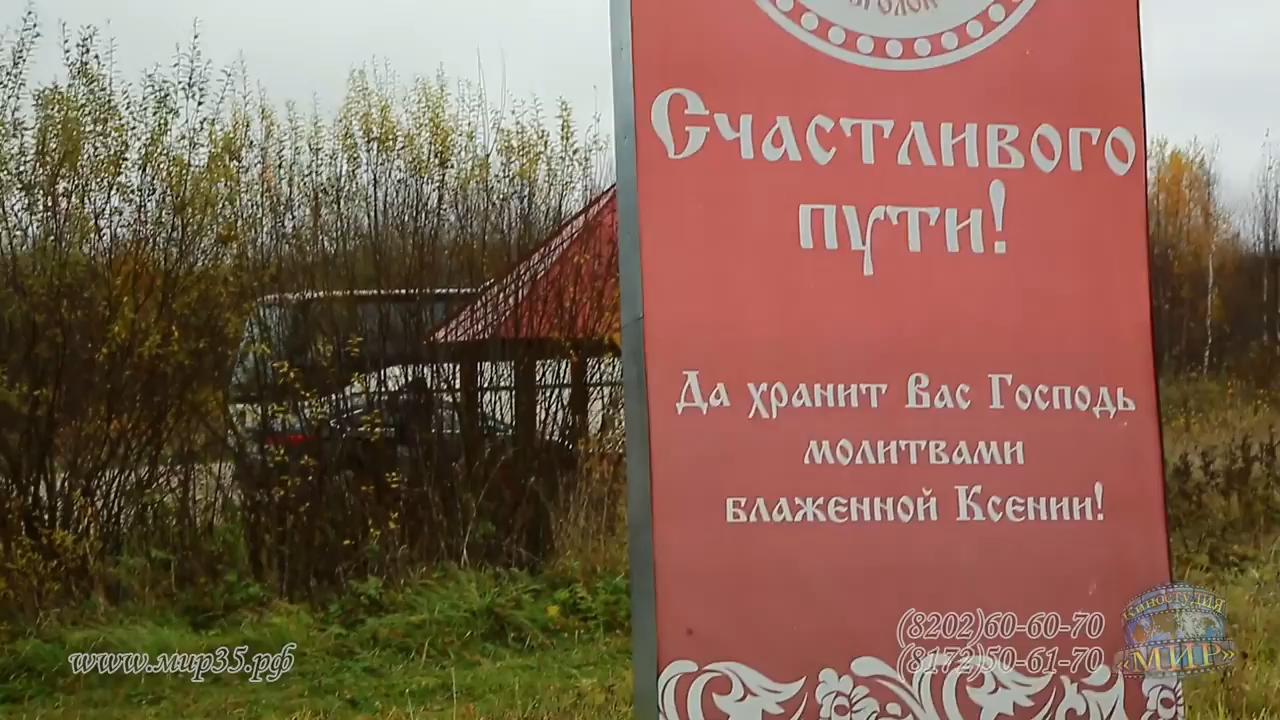 Счастливого
пути!
Да хранит Вас Господь
молитвами
блаженной Ксении!
(8202)60-60-70
(8172)50-61-70
www.мир35.рф
Киностудия
«МИР»